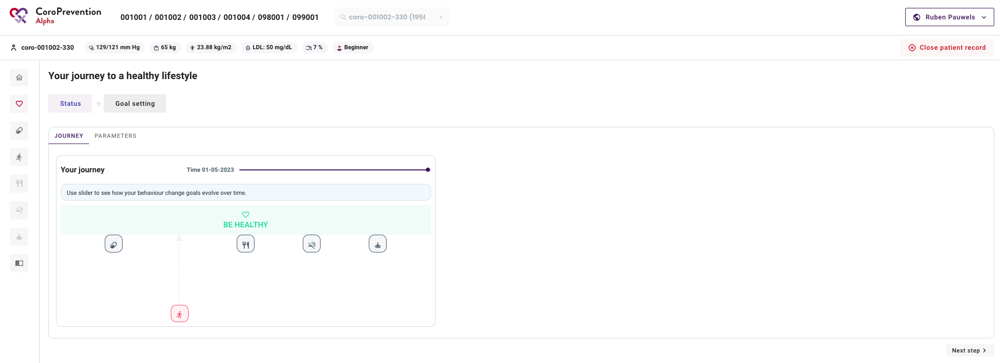 CoroPrevention
Alpha
001001 / 001002 / 001003 / 001004 / 098001 / 099001
coro-001002-330 (195
Ruben Pauwels
coro-001002-330
129/121 mm Hg
65 kg
23.88 kg/m2
LDL: 50 mg/dL
7 %
Beginner
Close patient record
Your journey to a healthy lifestyle
Status
Goal setting
JOURNEY
PARAMETERS
Your journey
Time 01-05-2023
Use slider to see how your behaviour change goals evolve over time.
BE HEALTHY
Next step